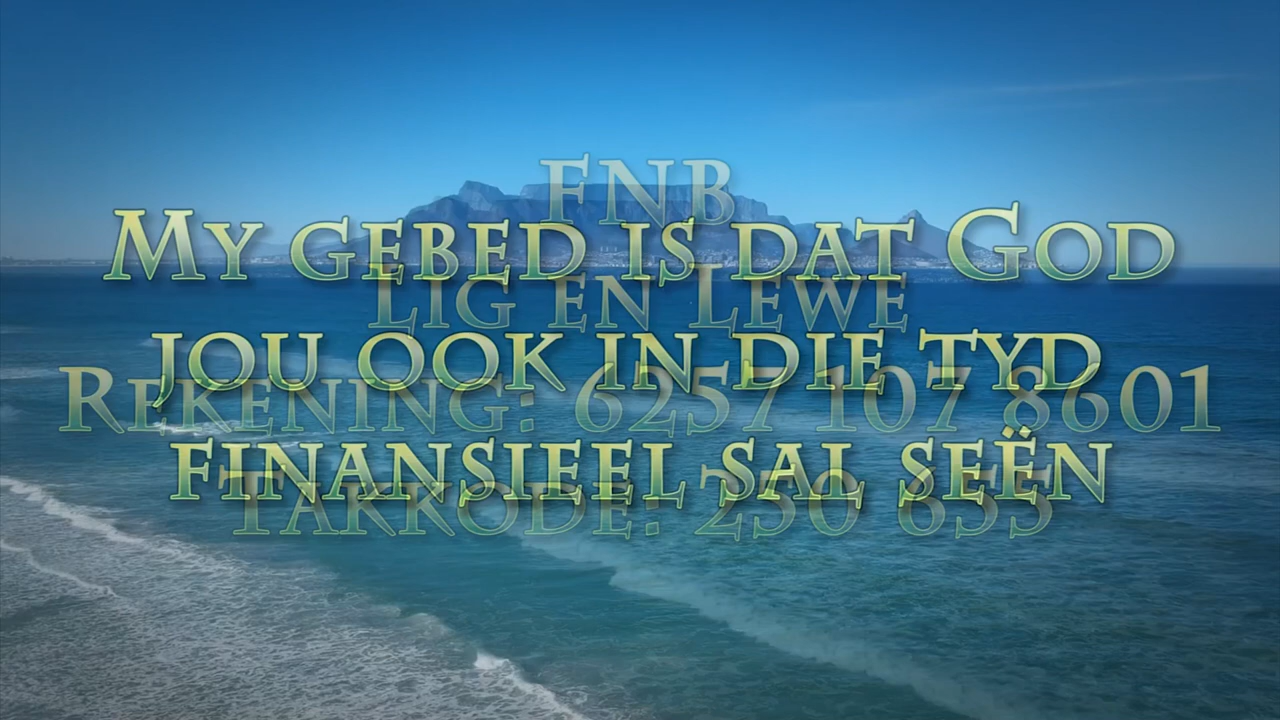 FNB
My gebed is dat God
Lig en Lewe
jou ook in die tyd
Rekening: 6257 107 8601
finansieel sal seën
Takkode: 250 655